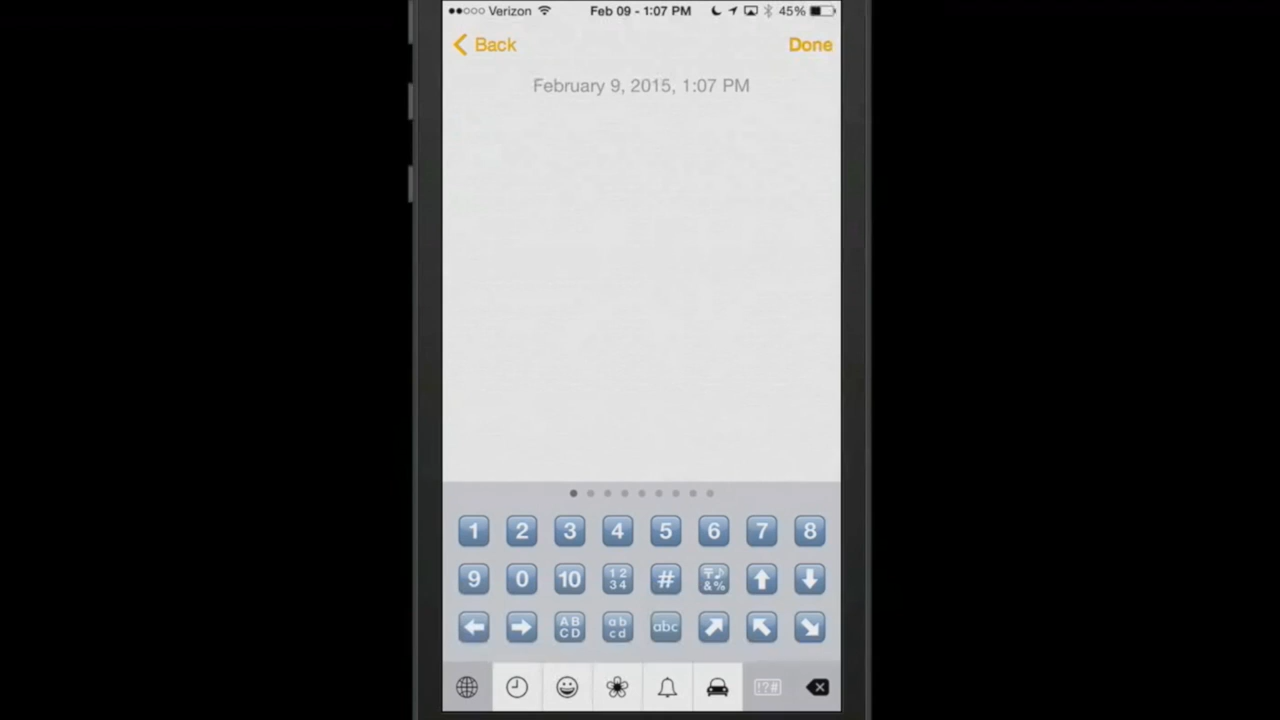 Verizon Feb 09 - 1:07 PM 45%
Back Done
February 9, 2015, 1:07 PM
1 2 3 4 5 6 7 8
9 0 10 1234 # 〒♪&% 
ABCD abcd abc
!?#